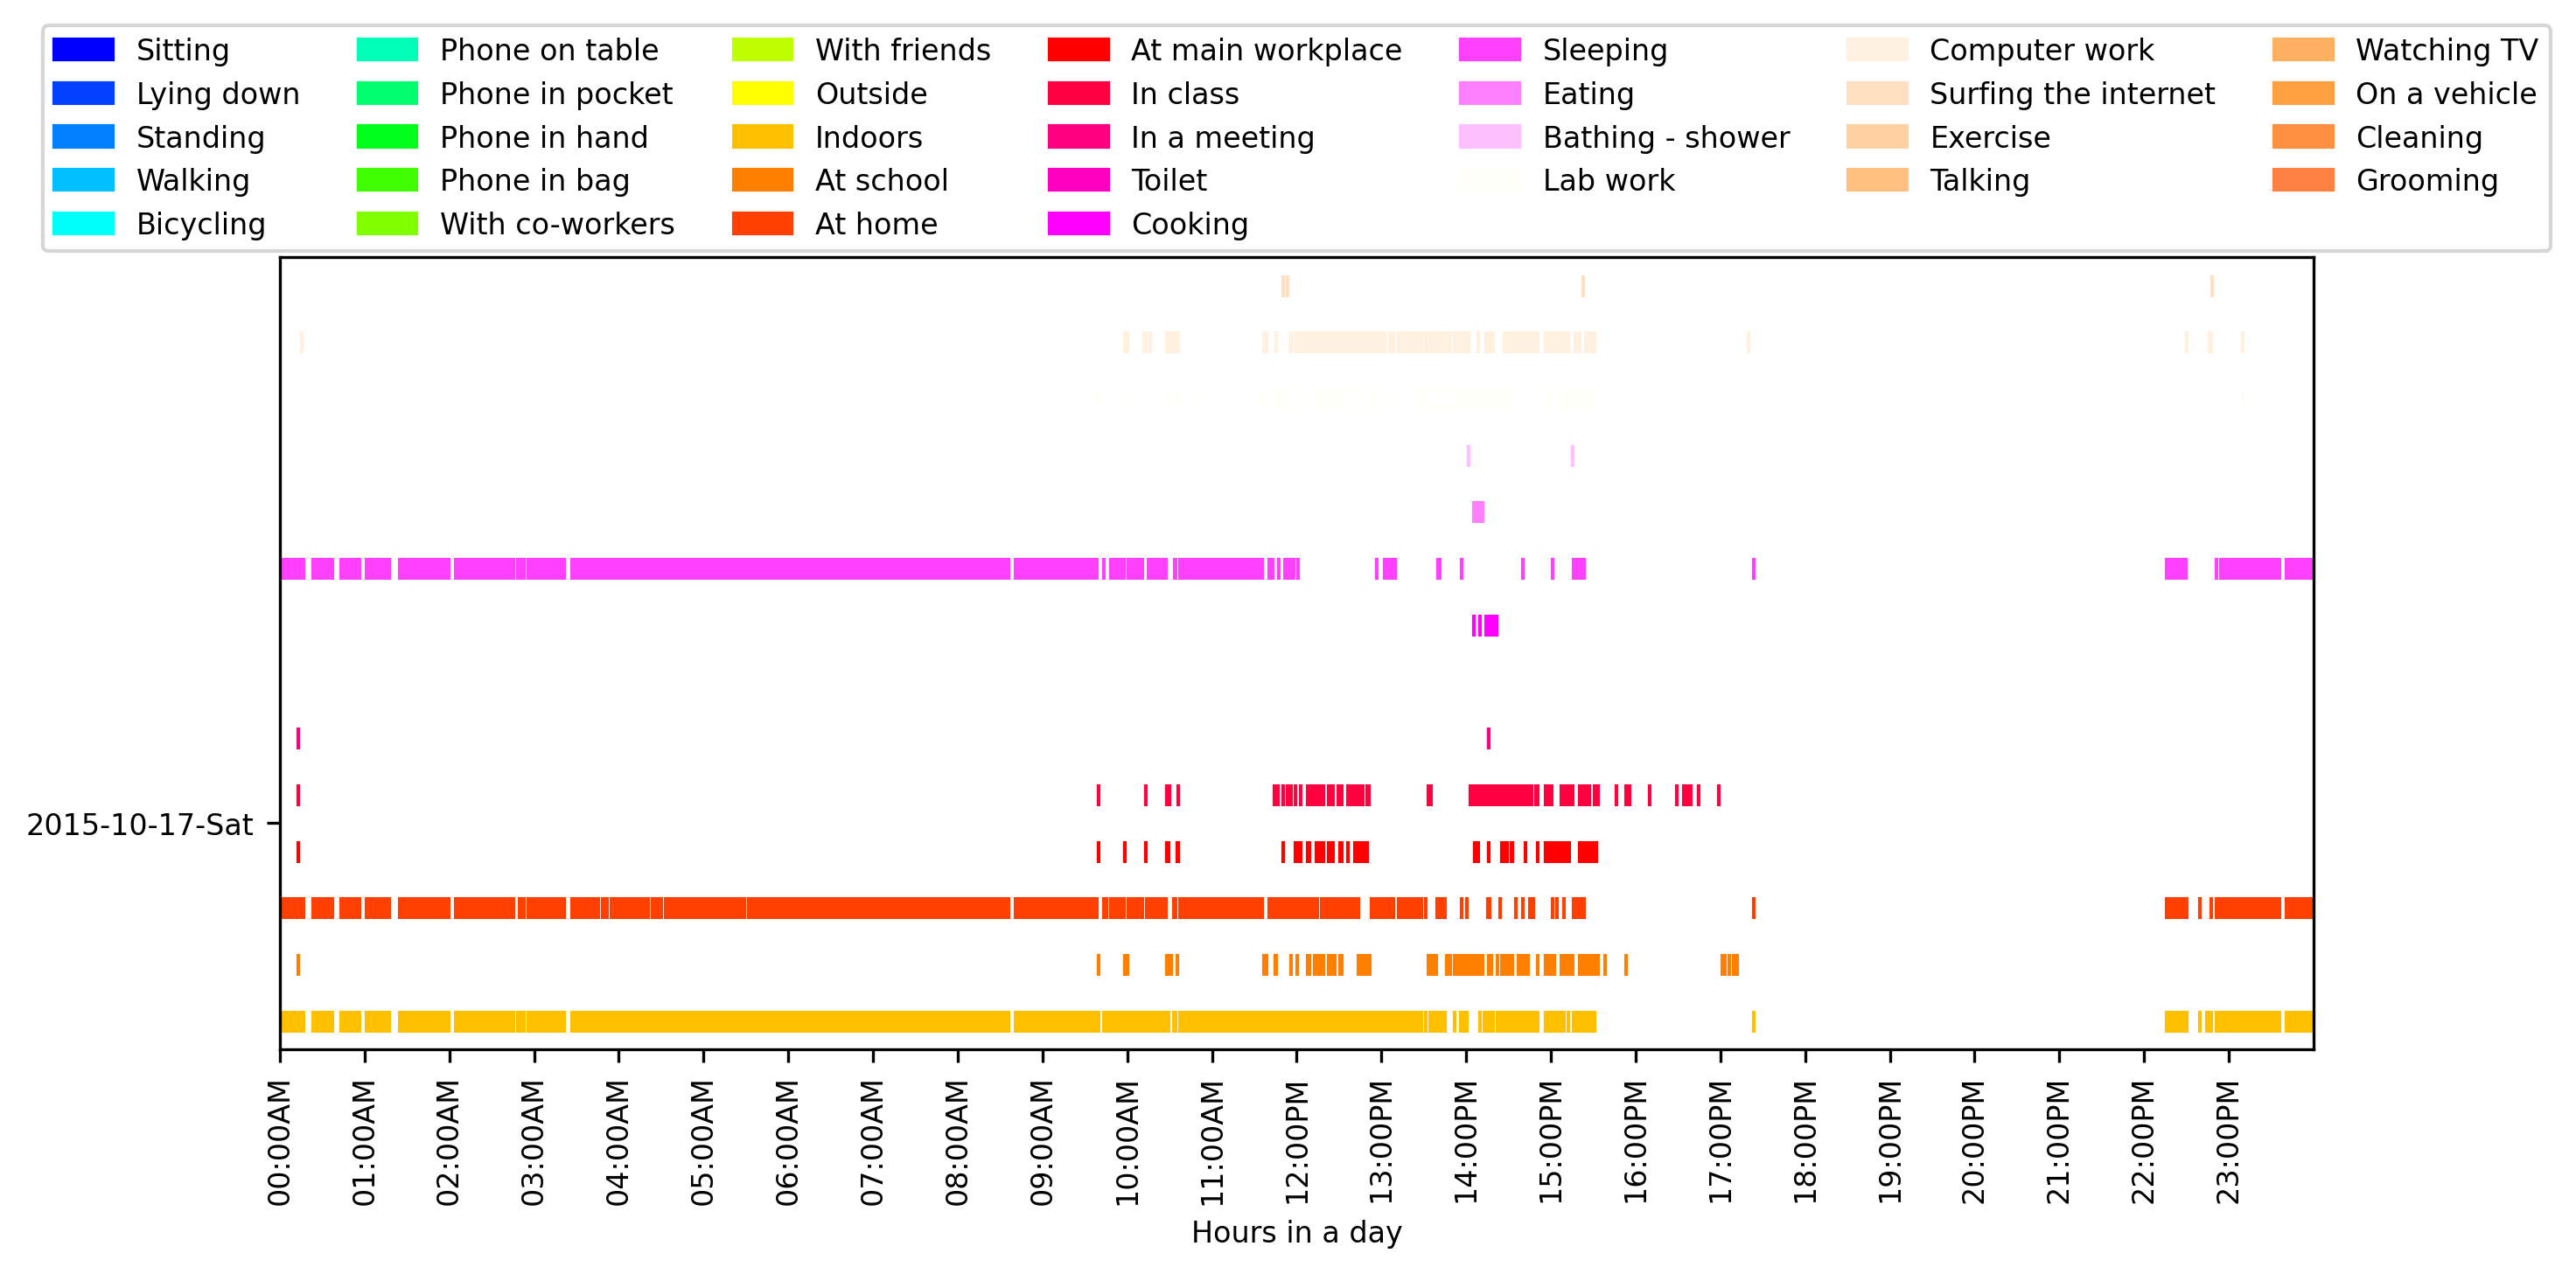 Sitting
Lying down
Standing
Walking
Bicycling
Phone on table
Phone in pocket
Phone in hand
Phone in bag
With co-workers
With friends
Outside
Indoors
At school
At home
At main workplace
In class
In a meeting
Toilet
Cooking
Sleeping
Eating
Bathing - shower
Lab work
Computer work
Surfing the internet
Exercise
Talking
Watching TV
On a vehicle
Cleaning
Grooming
2015-10-17-Sat
00:00AM
01:00AM
02:00AM
03:00AM
04:00AM
05:00AM
06:00AM
07:00AM
08:00AM
09:00AM
10:00AM
11:00AM
12:00PM
13:00PM
14:00PM
15:00PM
16:00PM
17:00PM
18:00PM
19:00PM
20:00PM
21:00PM
22:00PM
23:00PM
Hours in a day